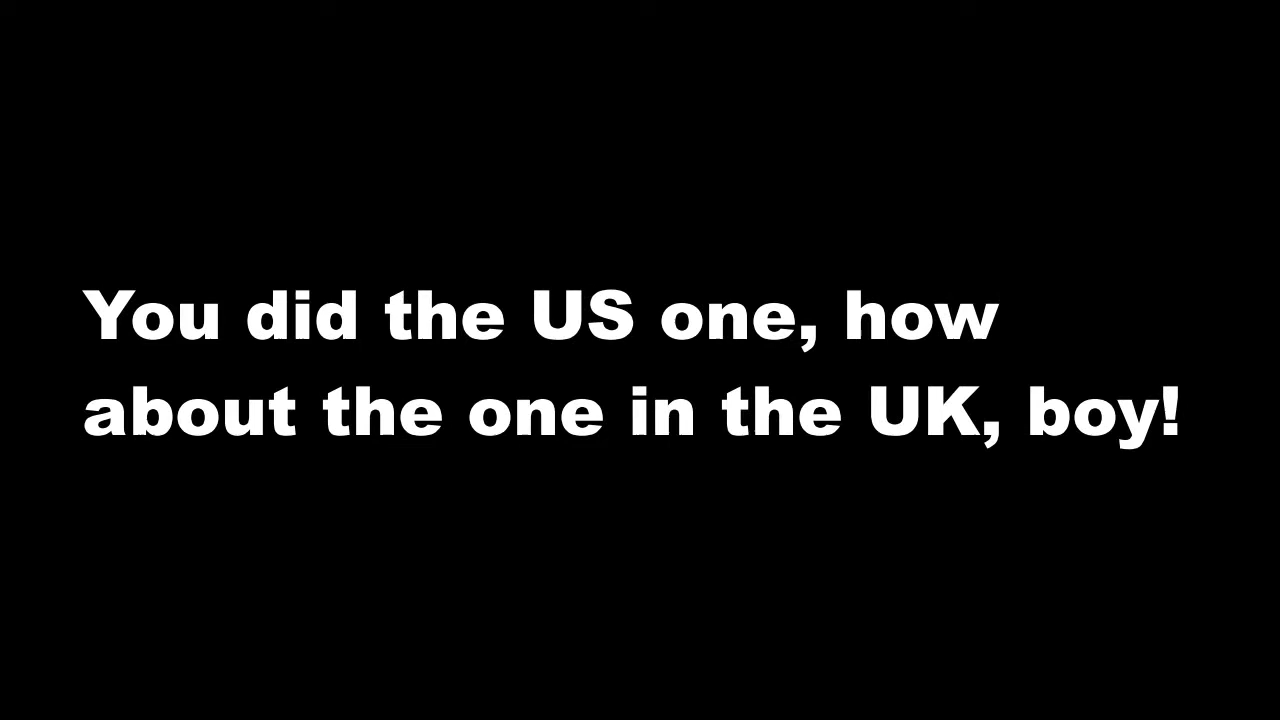 You did the US one, how
about the one in the UK, boy!